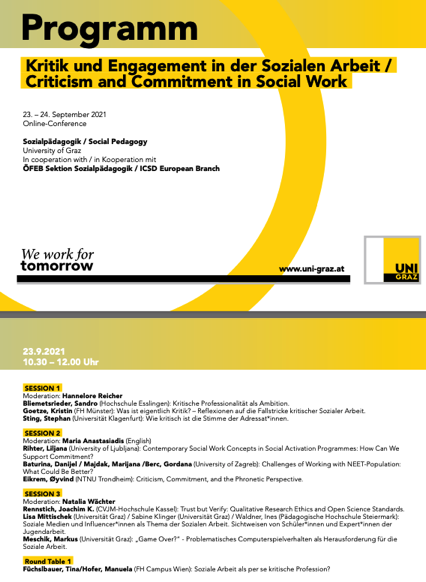 Programm
Kritik und Engagement in der Sozialen Arbeit /
Criticism and Commitment in Social Work
23. – 24. September 2021
Online-Conference
Sozialpädagogik / Social Pedagogy
University of Graz
In cooperation with / in Kooperation mit
ÖFEB Sektion Sozialpädagogik / ICSD European Branch
We work for
tomorrow
www.uni-graz.at
UNI
GRAZ
23.9.2021
10.30 – 12.00 Uhr
SESSION 1
Moderation: Hannelore Reicher
Bliemetsrieder, Sandro (Hochschule Esslingen): Kritische Professionalität als Ambition.
Goetze, Kristin (FH Münster): Was ist eigentlich Kritik? – Reflexionen auf die Fallstricke kritischer Sozialer Arbeit.
Sting, Stephan (Universität Klagenfurt): Wie kritisch ist die Stimme der Adressat*innen.
SESSION 2
Moderation: Maria Anastasiadis (English)
Rihter, Liljana (University of Ljubljana): Contemporary Social Work Concepts in Social Activation Programmes: How Can We
Support Commitment?
Baturina, Danijel / Majdak, Marijana /Berc, Gordana (University of Zagreb): Challenges of Working with NEET-Population:
What Could Be Better?
Eikrem, Øyvind (NTNU Trondheim): Criticism, Commitment, and the Phronetic Perspective.
SESSION 3
Moderation: Natalia Wächter
Rennstich, Joachim K. (CVJM-Hochschule Kassel): Trust but Verify: Qualitative Research Ethics and Open Science Standards.
Lisa Mittischek (Universität Graz) / Sabine Klinger (Universität Graz) / Waldner, Ines (Pädagogische Hochschule Steiermark):
Soziale Medien und Influencer*innen als Thema der Sozialen Arbeit. Sichtweisen von Schüler*innen und Expert*innen der
Jugendarbeit.
Meschik, Markus (Universität Graz): „Game Over?“ - Problematisches Computerspielverhalten als Herausforderung für die
Soziale Arbeit.
Round Table 1
Füchslbauer, Tina/Hofer, Manuela (FH Campus Wien): Soziale Arbeit als per se kritische Profession?